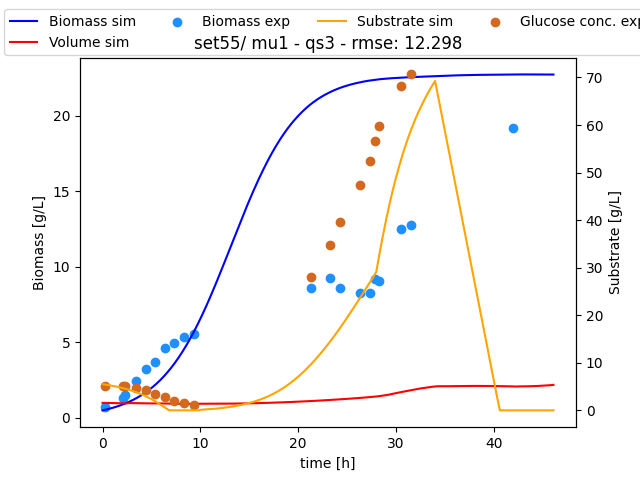 Biomass sim Biomass exp Substrate sim Glucose conc. exp
Volume sim
set55/ mu1 - qs3 - rmse: 12.298
Biomass [g/L]
20
15
10
5
0
Substrate [g/L]
70
60
50
40
30
20
10
0
0 10 20 30 40
time [h]